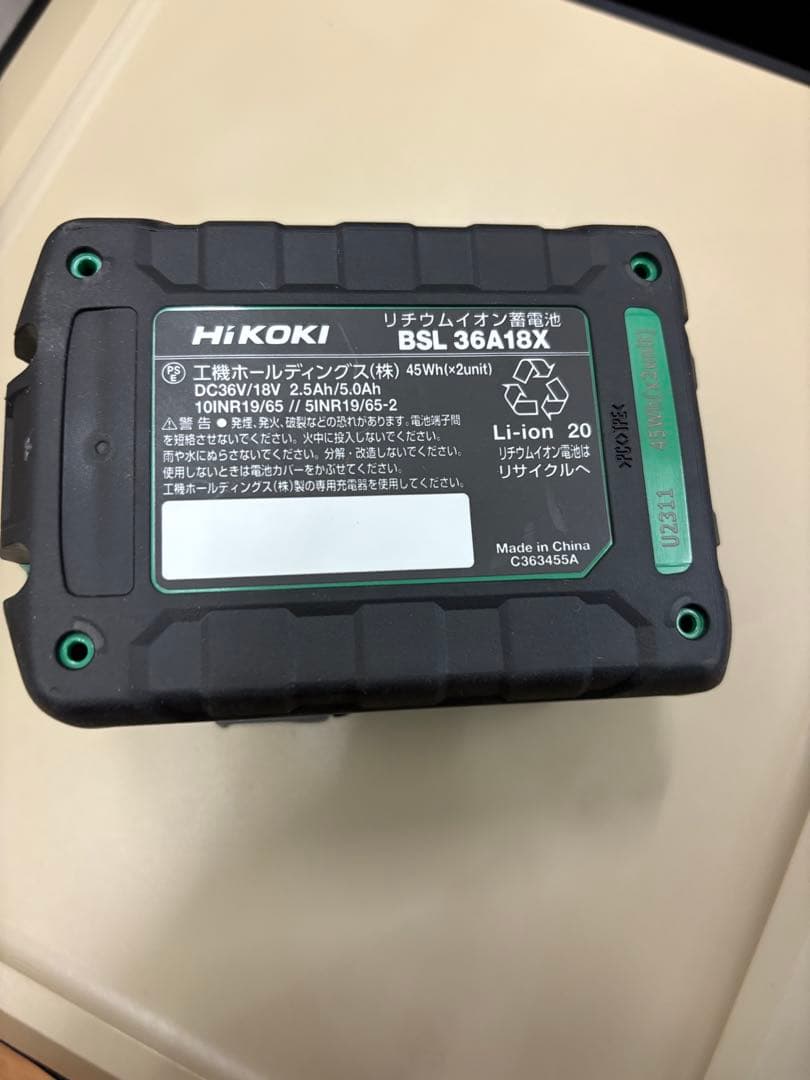 HiKOKI
リチウムイオン蓄電池
BSL 36A18X
PS
E
工機ホールディングス(株) 45Wh(×2unit)
DC36V/18V 2.5Ah/5.0Ah
10INR19/65 // 5INR19/65-2
⚠警告 ● 発煙、発火、破裂などの恐れがあります。電池端子間
を短絡させないでください。火中に投入しないでください。
雨や水にぬらさないでください。分解・改造しないでください。
使用しないときは電池カバーをかぶせてください。
工機ホールディングス(株)製の専用充電器を使用してください。
Li-ion 20
リチウムイオン電池は
リサイクルへ
Made in China
C363455A
U2311 45Wh(×2unit)